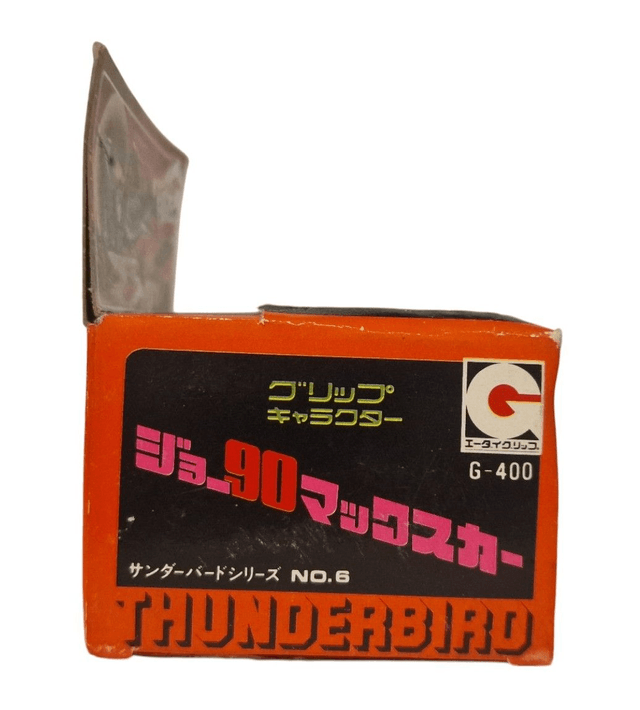 グリップ
キャラクター
エータイグリップ
G-400
ジョー90マックスカー
サンダーバードシリーズ NO.6
THUNDERBIRD